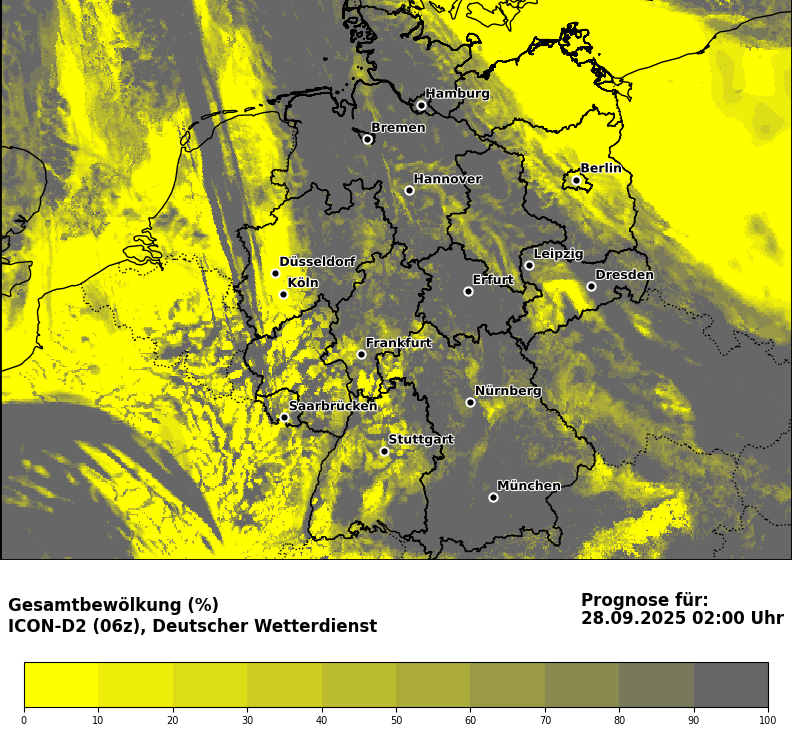 Hamburg
Bremen
Berlin
Hannover
Leipzig
Düsseldorf
Dresden
Köln
Erfurt
Frankfurt
Nürnberg
Saarbrücken
Stuttgart
München
Gesamtbewölkung (%)
ICON-D2 (06z), Deutscher Wetterdienst
Prognose für:
28.09.2025 02:00 Uhr
0 10 20 30 40 50 60 70 80 90 100